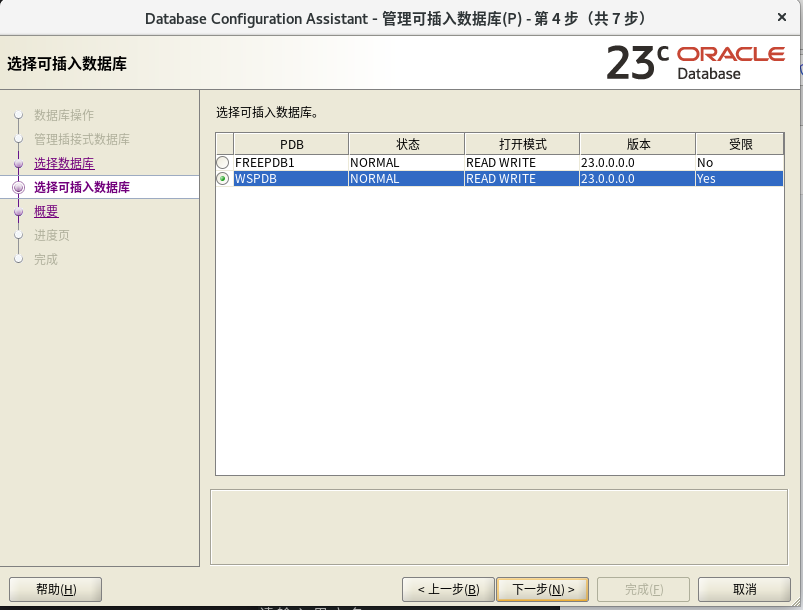 Database Configuration Assistant - 管理可插入数据库(P) - 第 4 步（共 7 步）
选择可插入数据库
23c ORACLE Database
数据库操作
管理插接式数据库
选择数据库
选择可插入数据库
概要
进度页
完成
选择可插入数据库。
PDB 状态 打开模式 版本 受限
FREEPDB1 NORMAL READ WRITE 23.0.0.0.0 No
WSPDB NORMAL READ WRITE 23.0.0.0.0 Yes
帮助(H) < 上一步(B) 下一步(N) > 完成(F) 取消